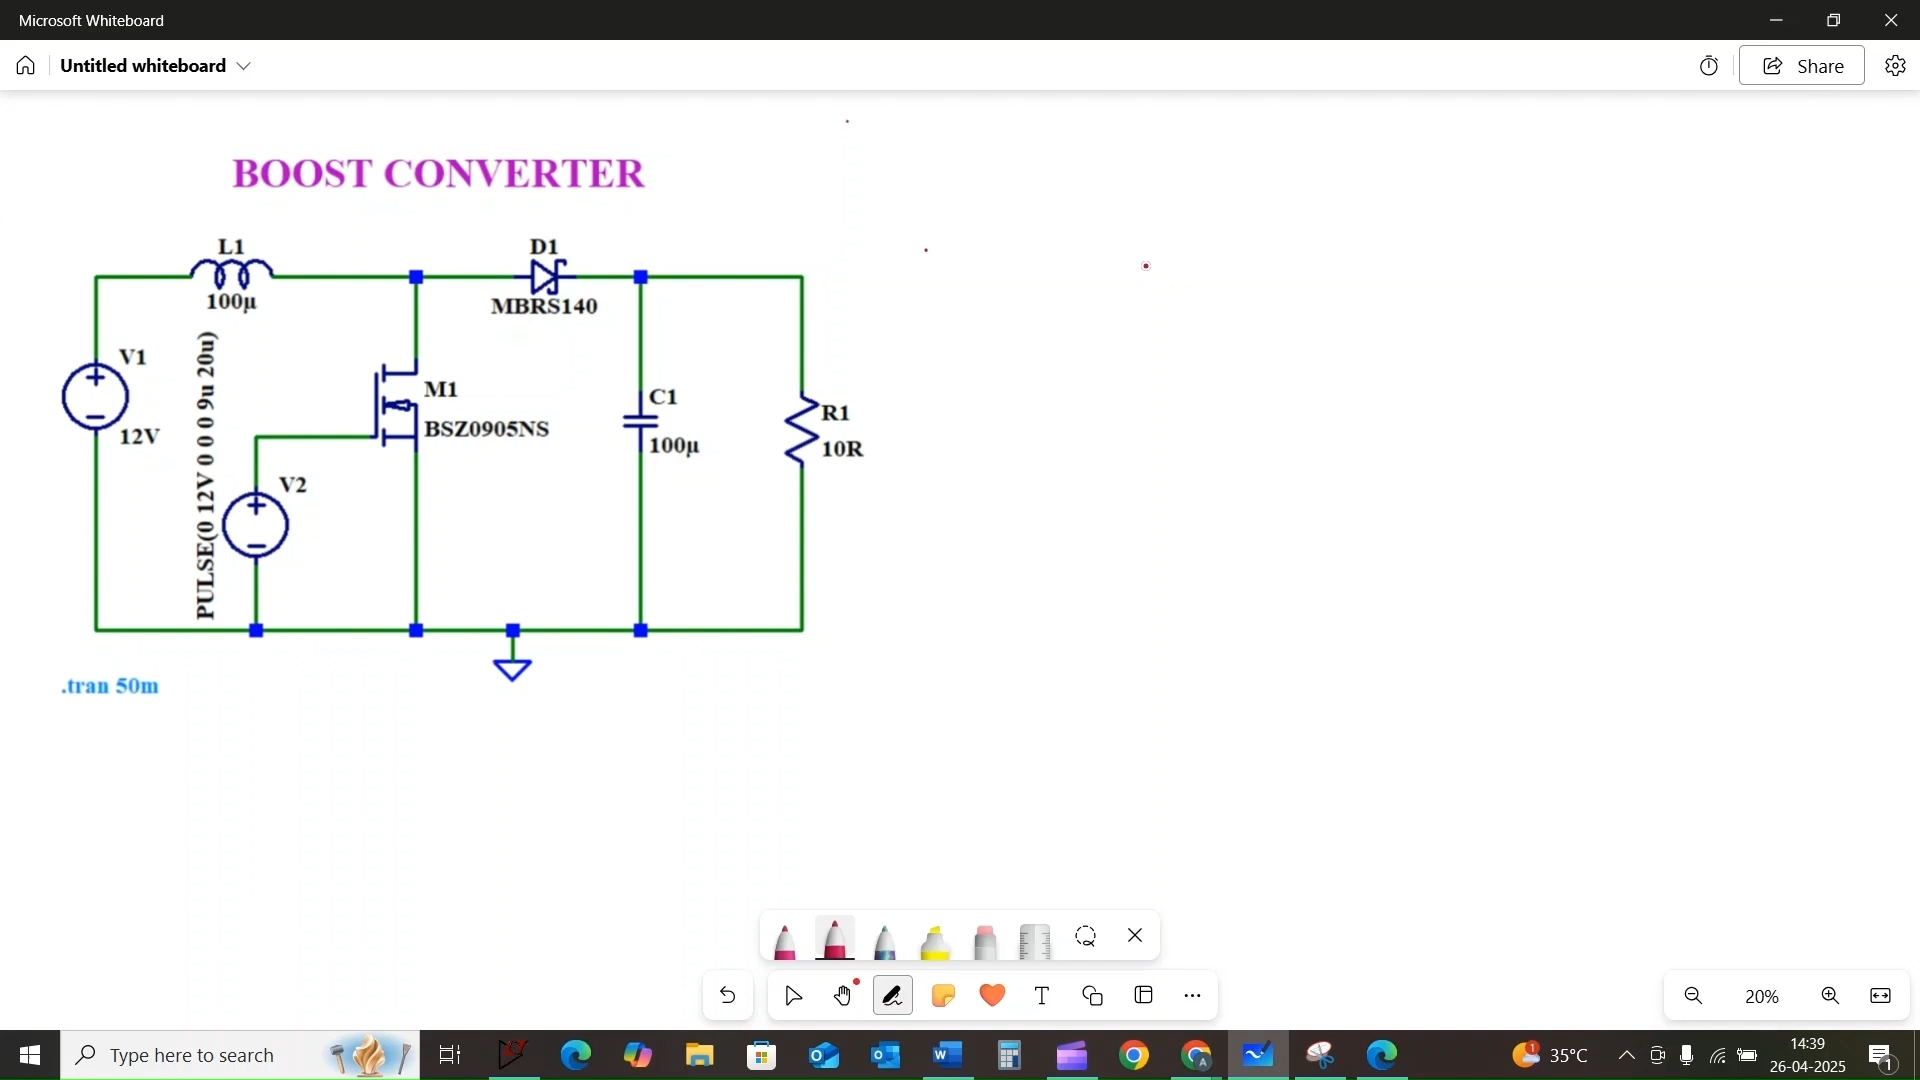 Microsoft Whiteboard
Untitled whiteboard
Share
BOOST CONVERTER
L1
100µ
D1
MBRS140
V1
12V
PULSE(0 12V 0 0 0 9u 20u)
M1
BSZ0905NS
C1
100µ
R1
10R
V2
.tran 50m
20%
Type here to search
1
35°C
14:39
26-04-2025
1